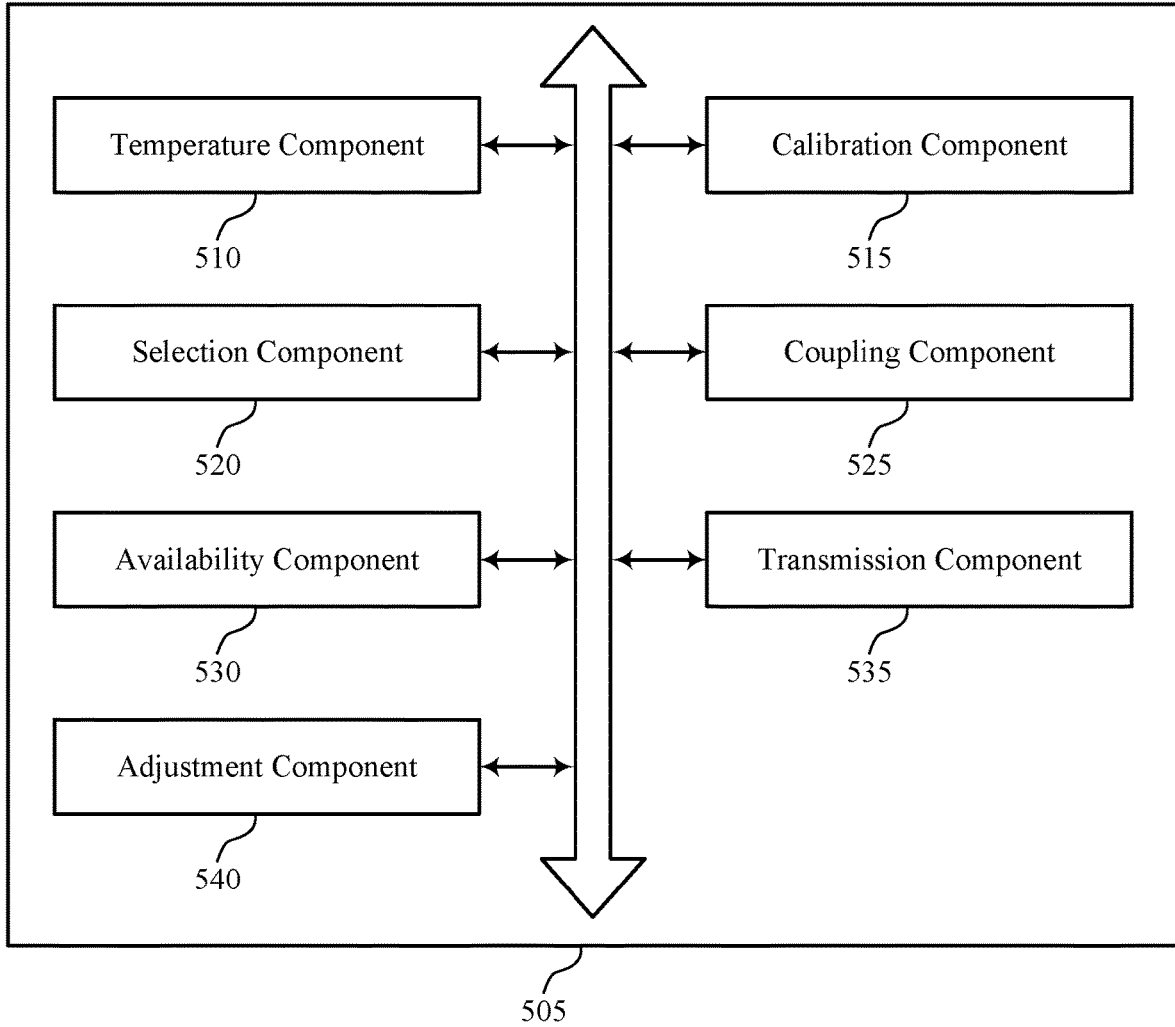 Temperature Component
Calibration Component
510
515
Selection Component
Coupling Component
520
525
Availability Component
Transmission Component
530
535
Adjustment Component
540
505